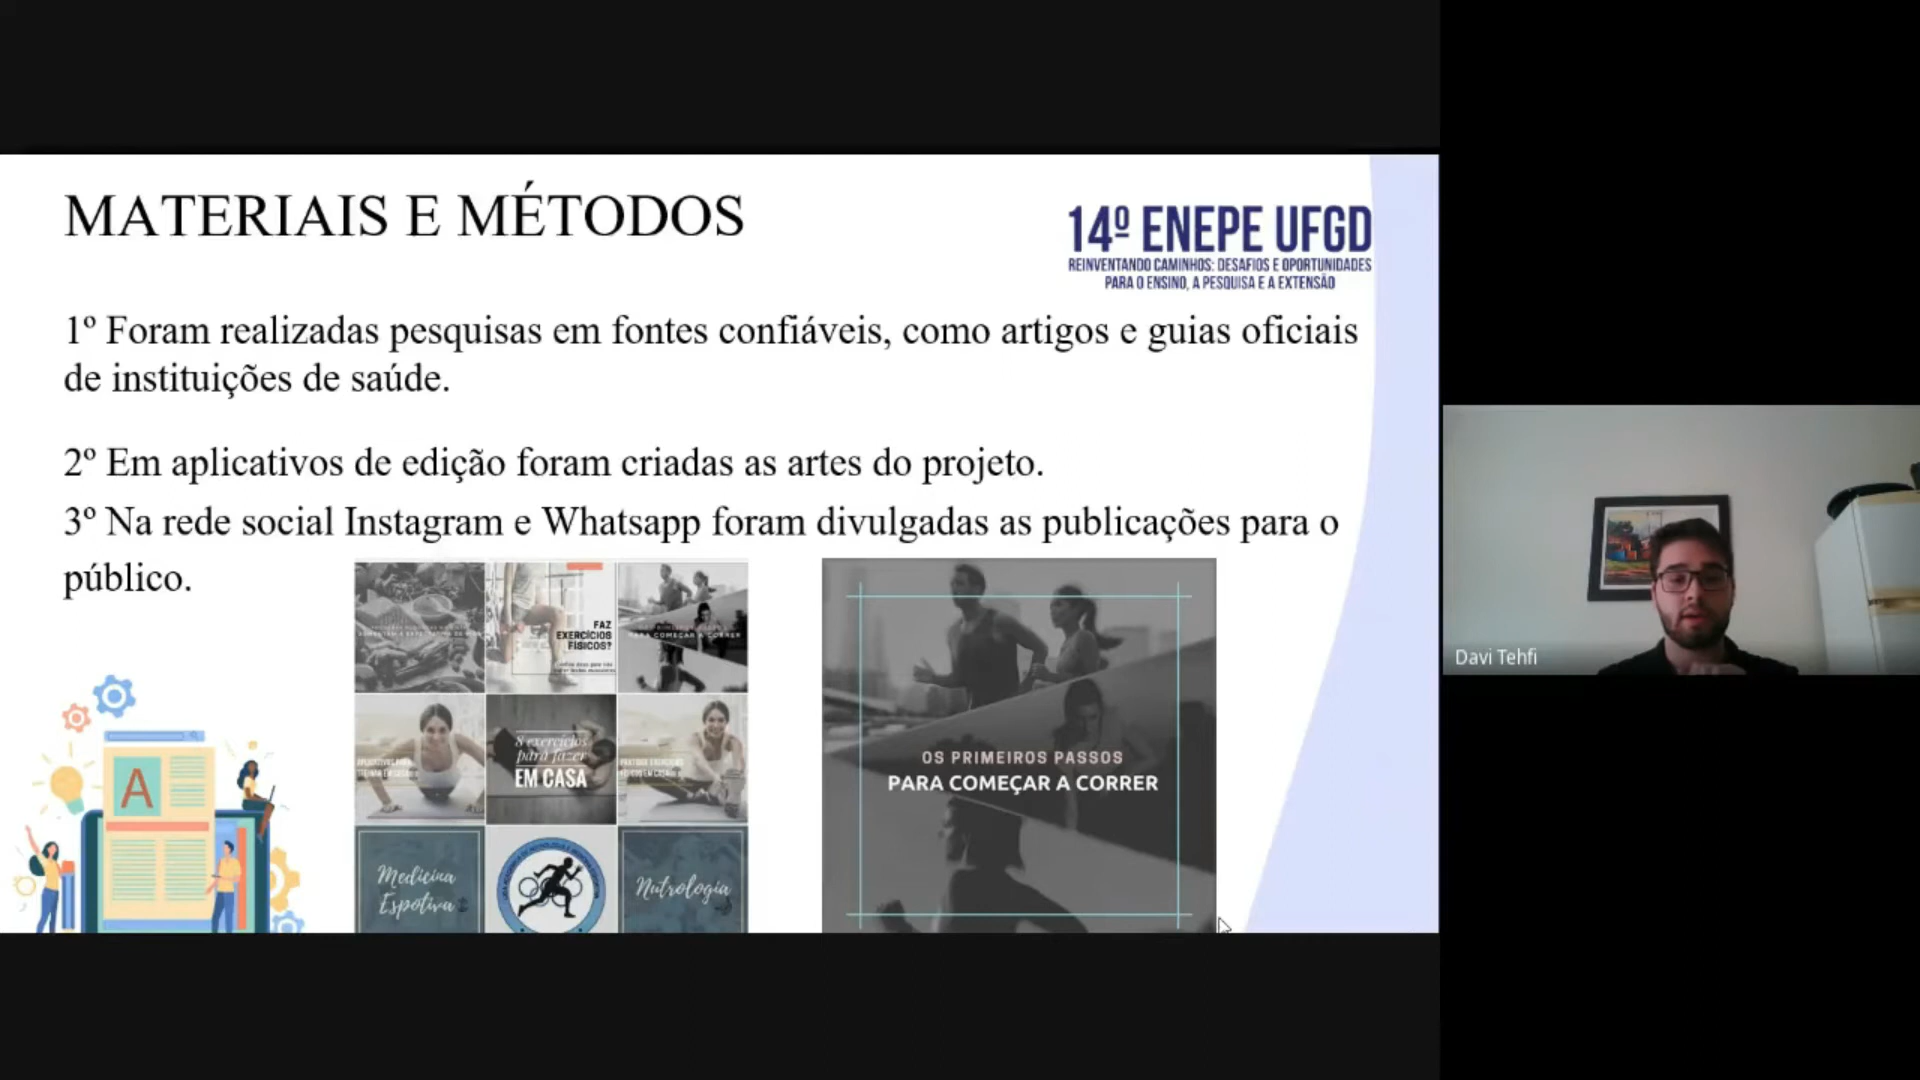 MATERIAIS E MÉTODOS
14º ENEPE UFGD
REINVENTANDO CAMINHOS: DESAFIOS E OPORTUNIDADES
PARA O ENSINO, A PESQUISA E A EXTENSÃO
1º Foram realizadas pesquisas em fontes confiáveis, como artigos e guias oficiais
de instituições de saúde.
2º Em aplicativos de edição foram criadas as artes do projeto.
3º Na rede social Instagram e Whatsapp foram divulgadas as publicações para o
público.
FAZ
EXERCÍCIOS
FÍSICOS?
PARA COMEÇAR A CORRER
8 exercícios
para fazer
EM CASA
Medicina
Espotiva
Nutrologia
A
OS PRIMEIROS PASSOS
PARA COMEÇAR A CORRER
Davi Tehfi